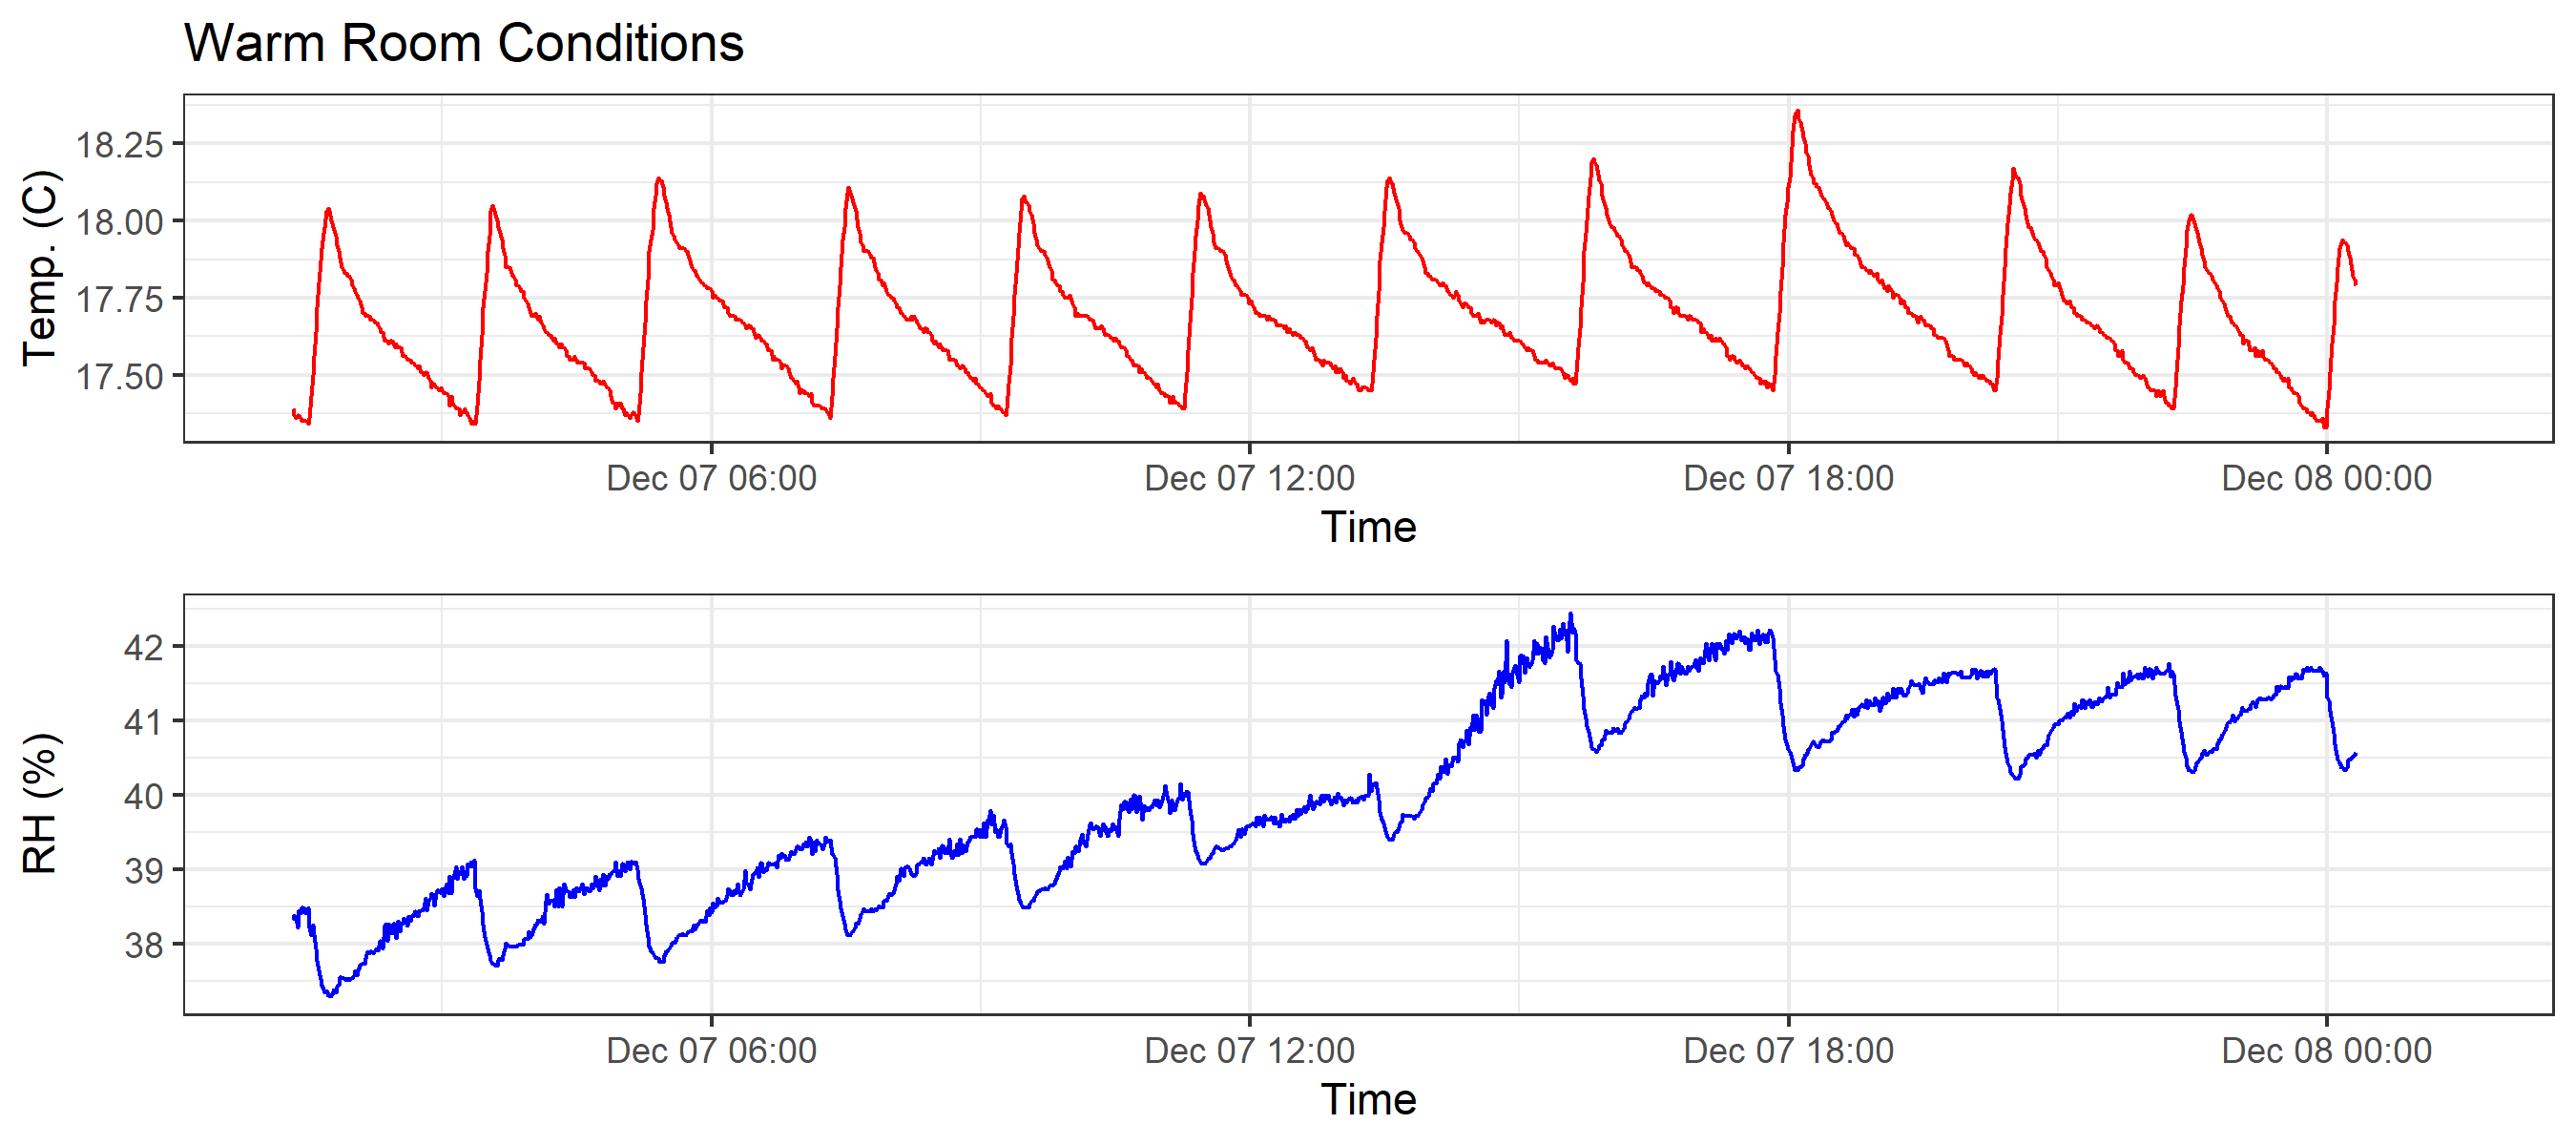 Warm Room Conditions
Temp. (C)
18.25
18.00
17.75
17.50
Dec 07 06:00 Dec 07 12:00 Dec 07 18:00 Dec 08 00:00
Time
RH (%)
42
41
40
39
38
Dec 07 06:00 Dec 07 12:00 Dec 07 18:00 Dec 08 00:00
Time